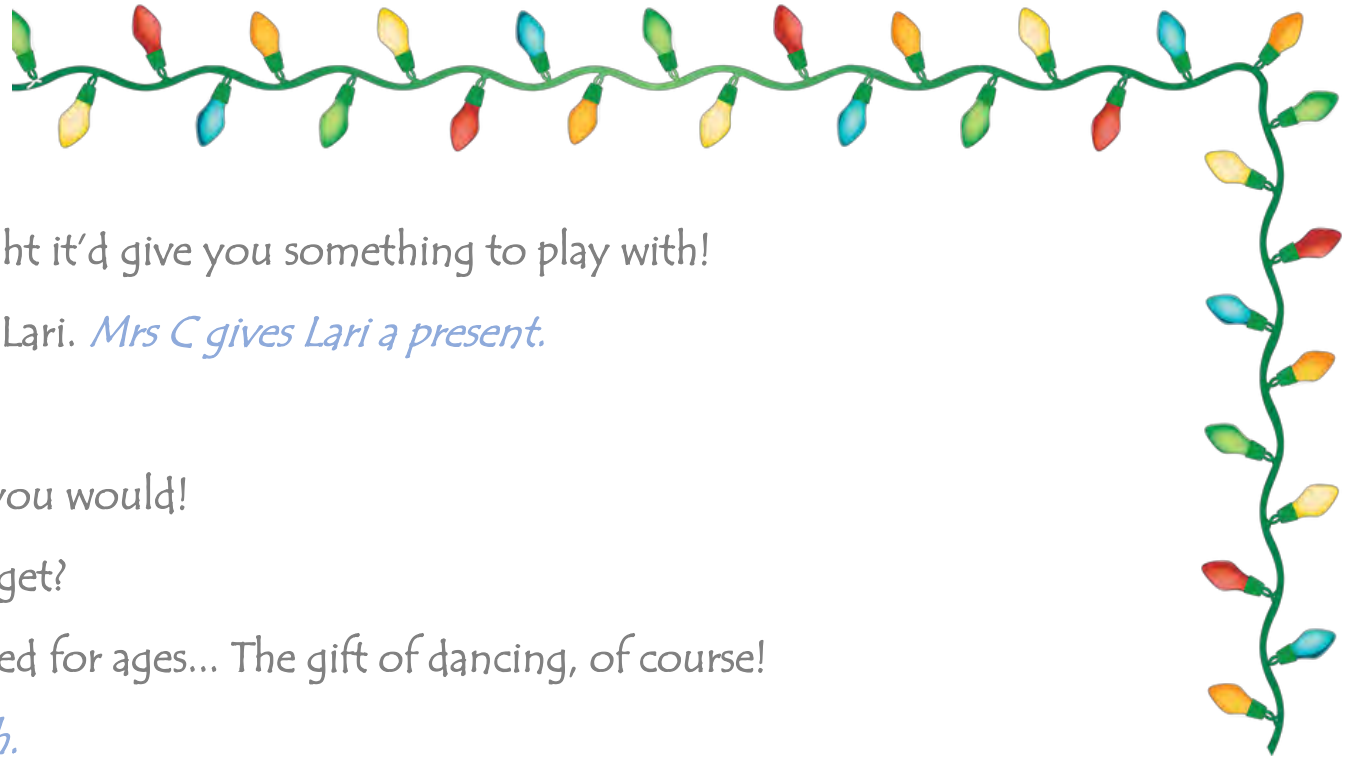 ht it'd give you something to play with!
Lari. Mrs C gives Lari a present.
you would!
get?
ed for ages... The gift of dancing, of course!
h.